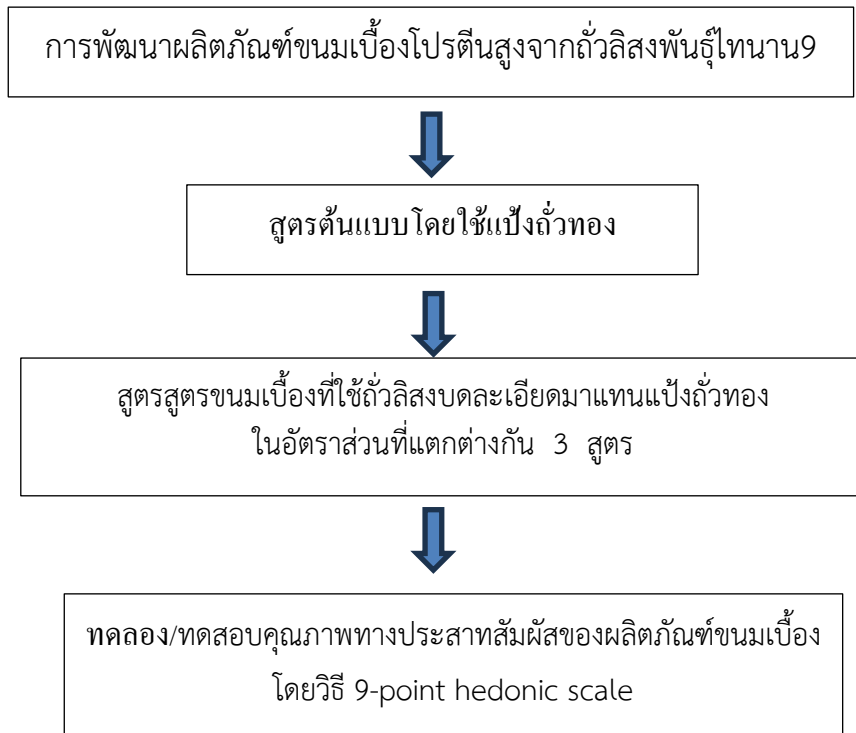 การพัฒนาผลิตภัณฑ์ขนมเบื้องโปรตีนสูงจากถั่วลิสงพันธุ์ไทนาน9
สูตรต้นแบบโดยใช้แป้งถั่วทอง
สูตรสูตรขนมเบื้องที่ใช้ถั่วลิสงบดละเอียดมาแทนแป้งถั่วทอง
ในอัตราส่วนที่แตกต่างกัน 3 สูตร
ทดลอง/ทดสอบคุณภาพทางประสาทสัมผัสของผลิตภัณฑ์ขนมเบื้อง
โดยวิธี 9-point hedonic scale